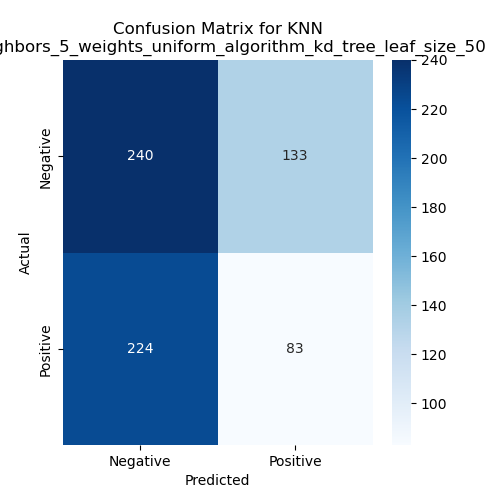 Confusion Matrix for KNN
ghbors_5_weights_uniform_algorithm_kd_tree_leaf_size_50
240
133
224
83
Negative
Positive
Actual
Negative
Positive
Predicted
240
220
200
180
160
140
120
100